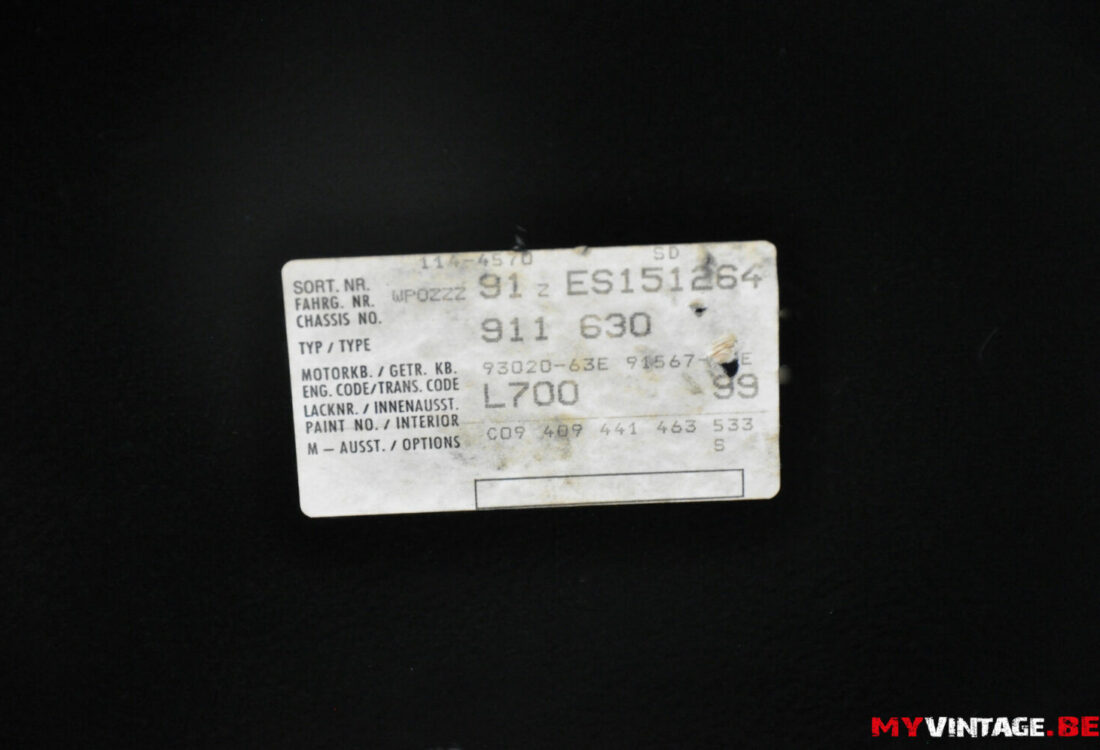 114-4570 SD
SORT. NR.
FAHRG. NR. WPOZZZ 91 Z ES151264
CHASSIS NO.
TYP / TYPE 911 630
MOTORKB. / GETR. KB. 93020-63E 91567- E
ENG. CODE/TRANS. CODE
LACKNR. / INNENAUSST. L700 99
PAINT NO. / INTERIOR
M – AUSST. / OPTIONS C09 409 441 463 533
S
MYVINTAGE.BE